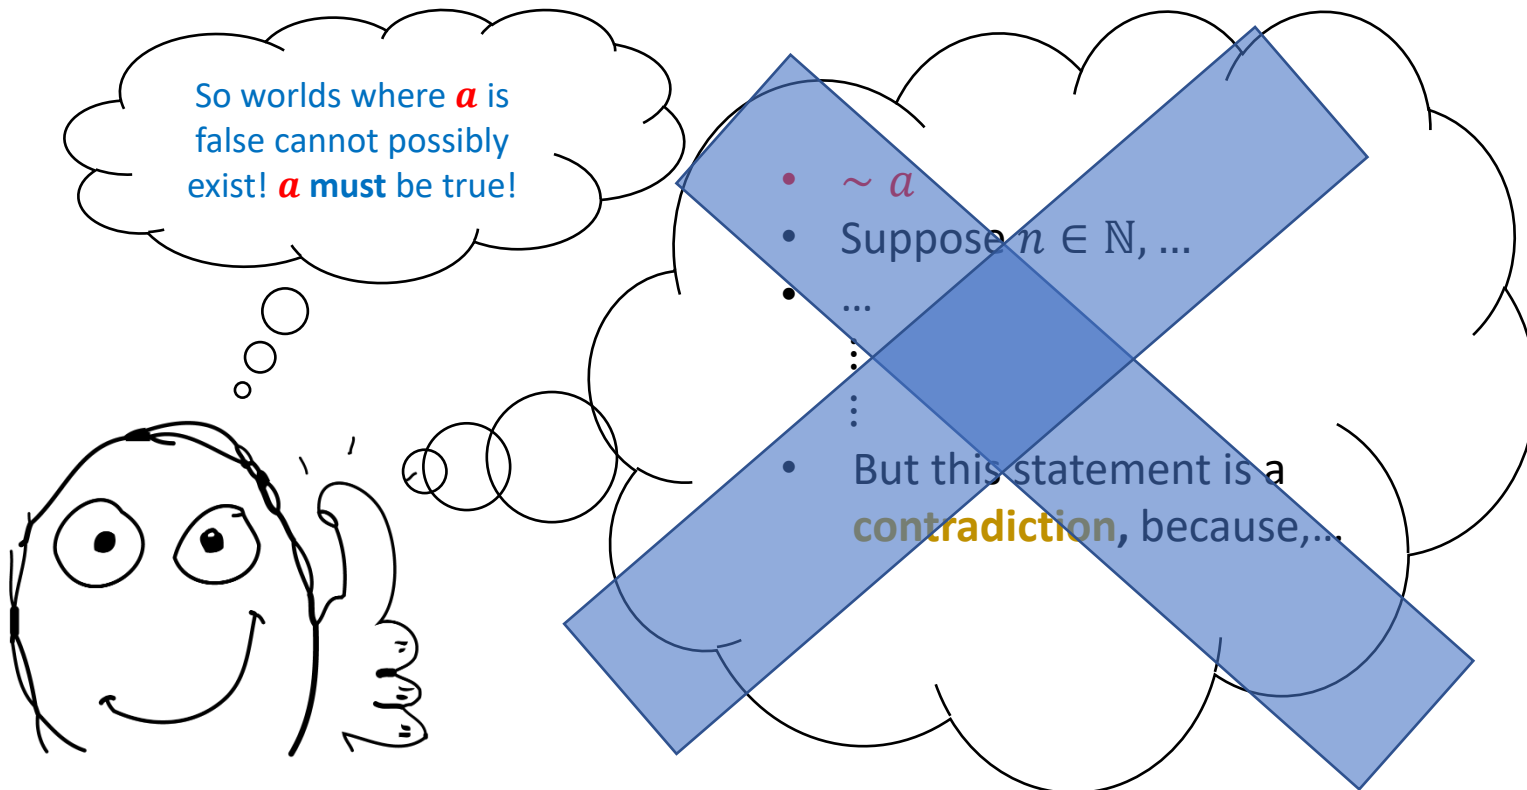 So worlds where a is
false cannot possibly
exist! a must be true!
• ~ a
• Suppose n ∈ ℕ, ...
• ...
⋮
⋮
• But this statement is a
contradiction, because,...